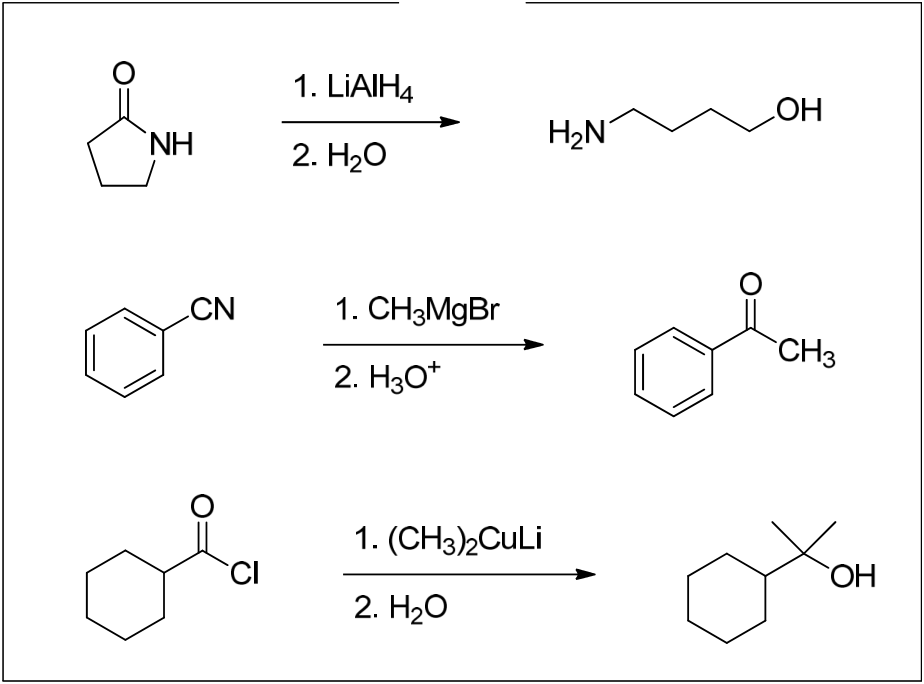 O
NH
1. LiAlH4
2. H2O
H2N
OH
CN
1. CH3MgBr
2. H3O+
O
CH3
O
Cl
1. (CH3)2CuLi
2. H2O
OH